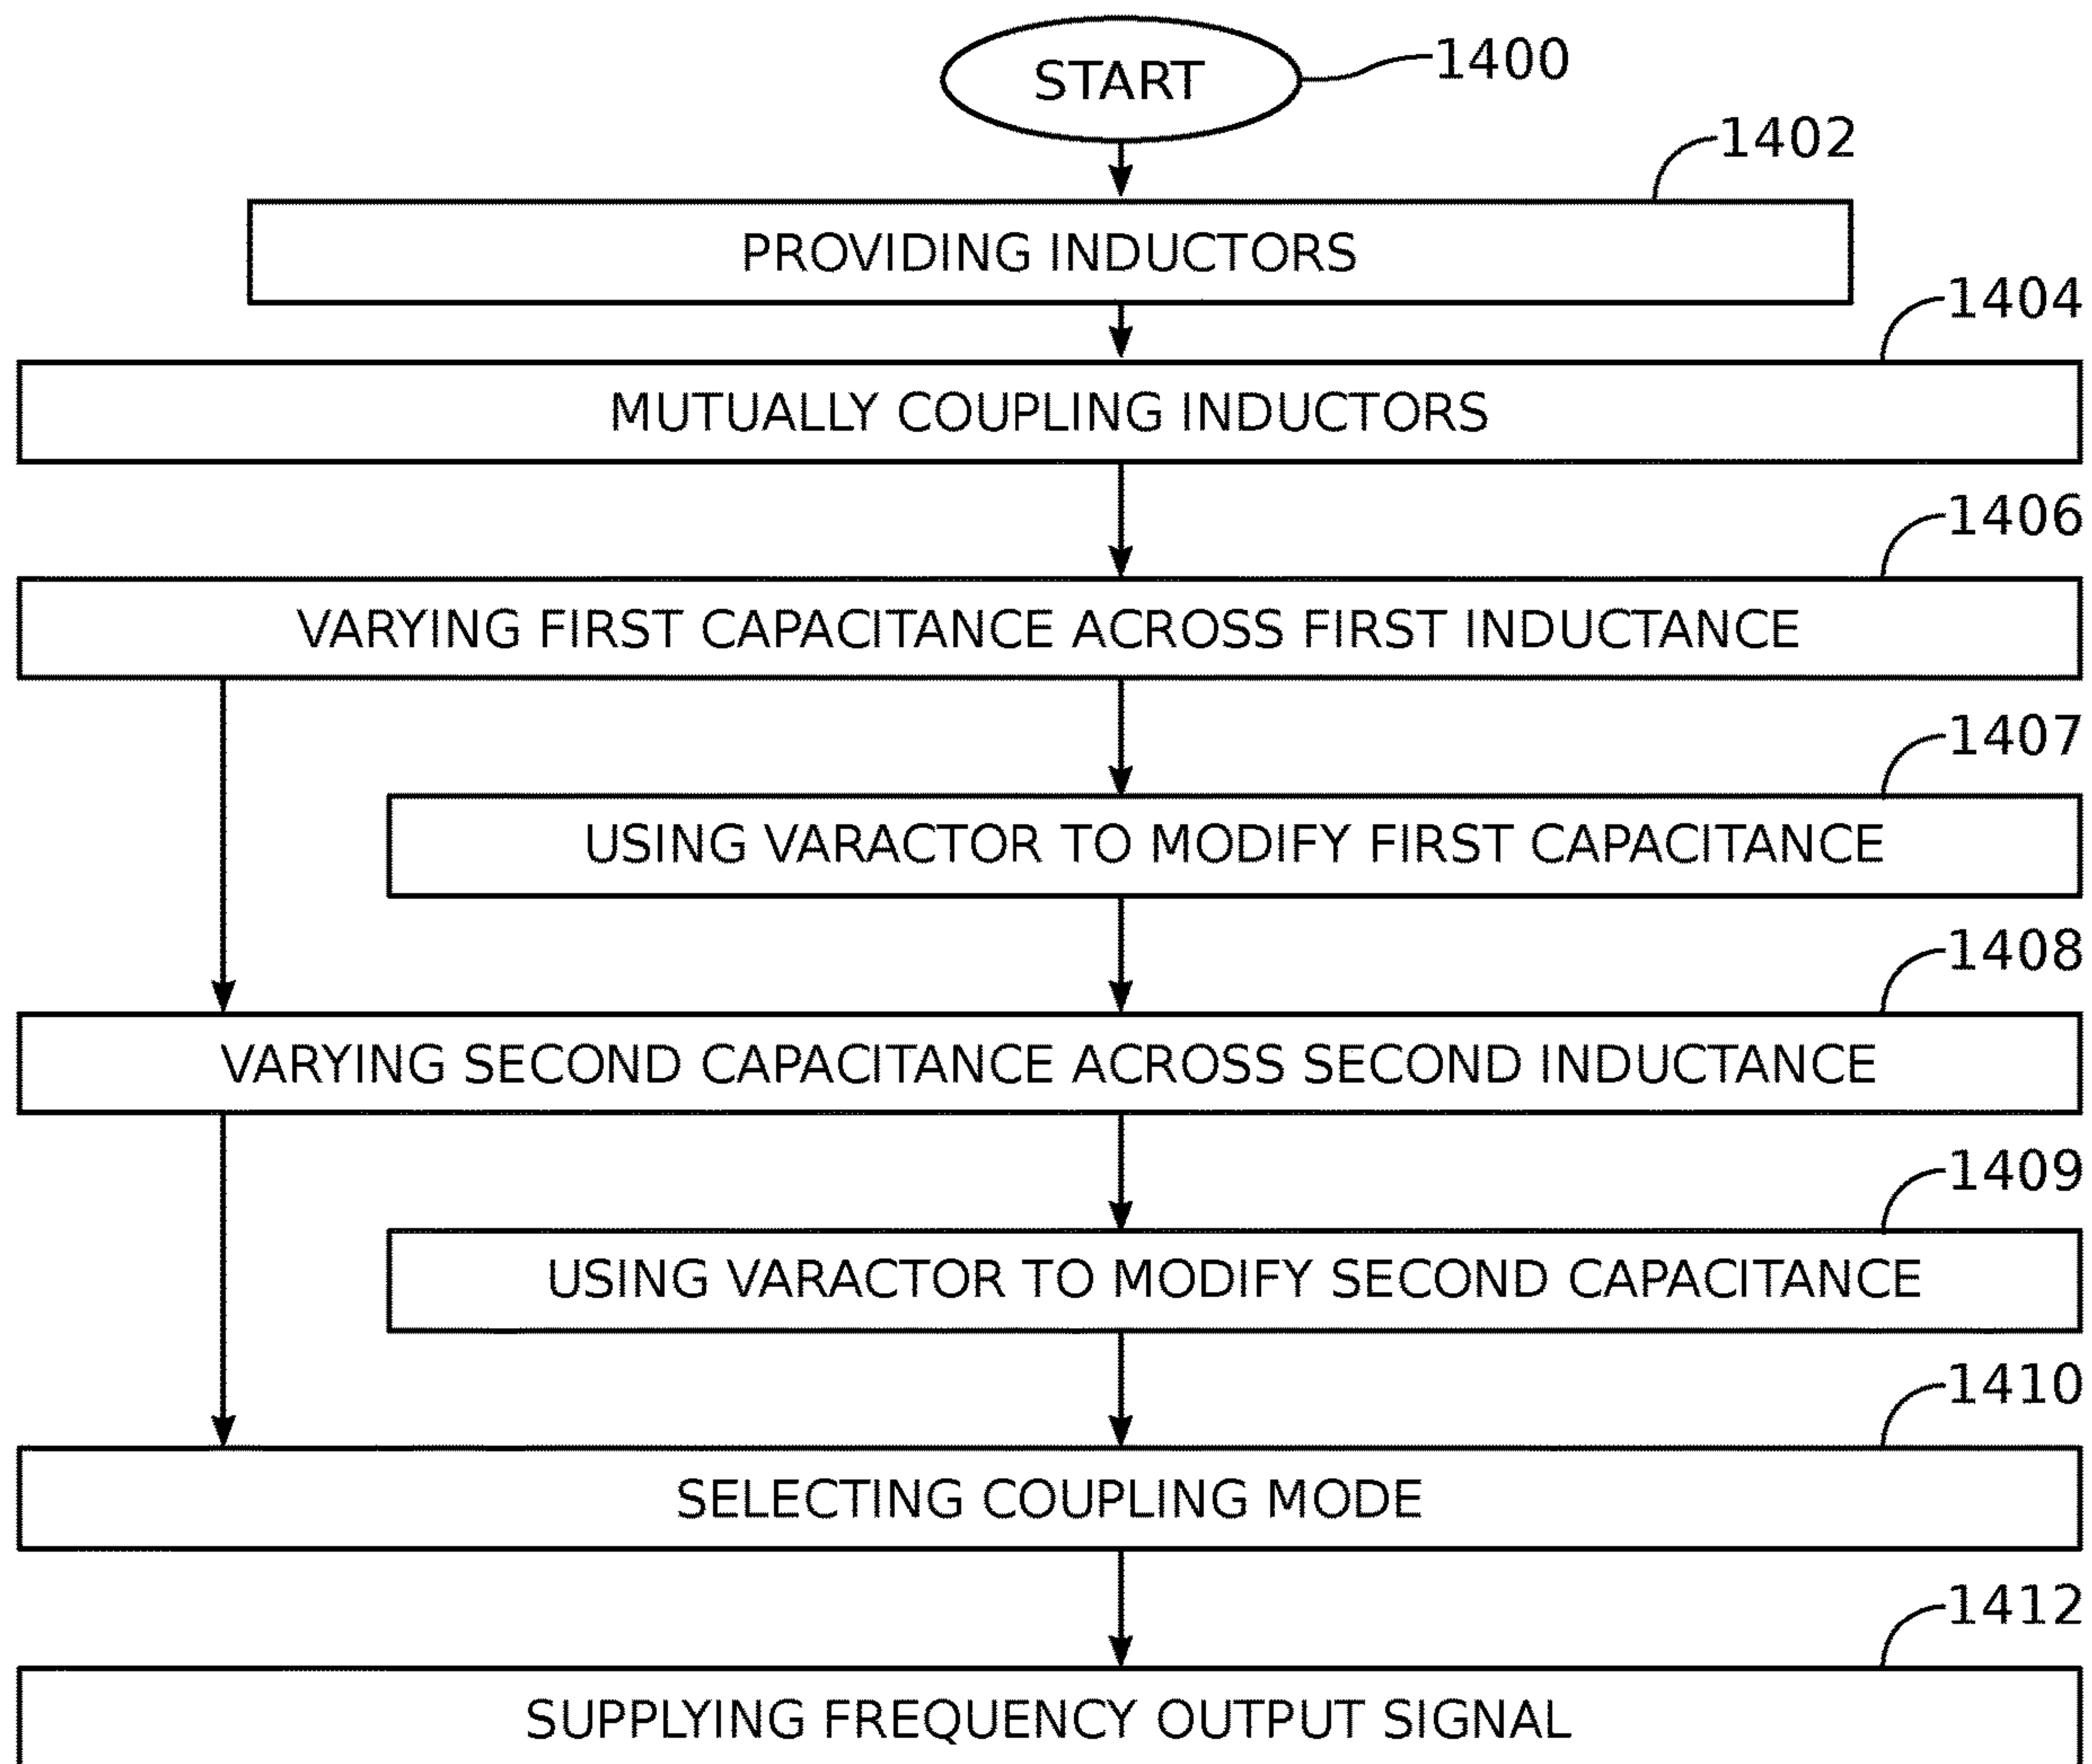 START
1400
1402
PROVIDING INDUCTORS
1404
MUTUALLY COUPLING INDUCTORS
1406
VARYING FIRST CAPACITANCE ACROSS FIRST INDUCTANCE
1407
USING VARACTOR TO MODIFY FIRST CAPACITANCE
1408
VARYING SECOND CAPACITANCE ACROSS SECOND INDUCTANCE
1409
USING VARACTOR TO MODIFY SECOND CAPACITANCE
1410
SELECTING COUPLING MODE
1412
SUPPLYING FREQUENCY OUTPUT SIGNAL